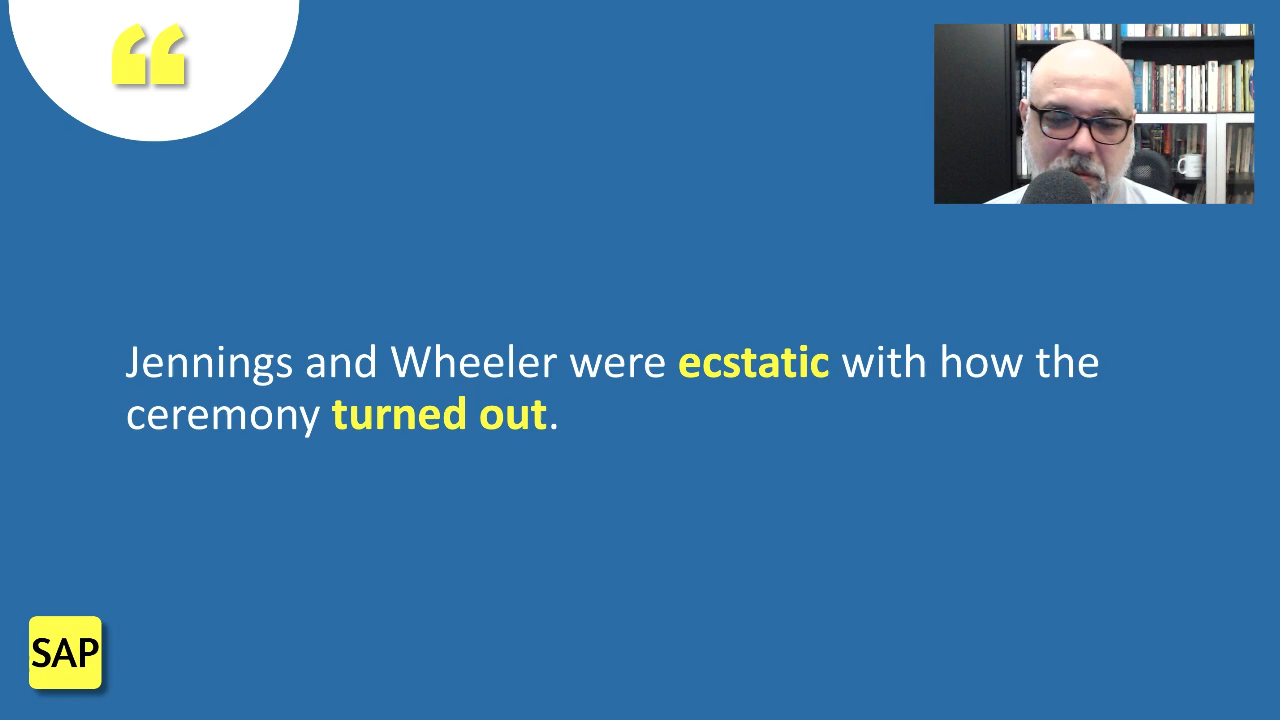 “
Jennings and Wheeler were ecstatic with how the
ceremony turned out.
SAP